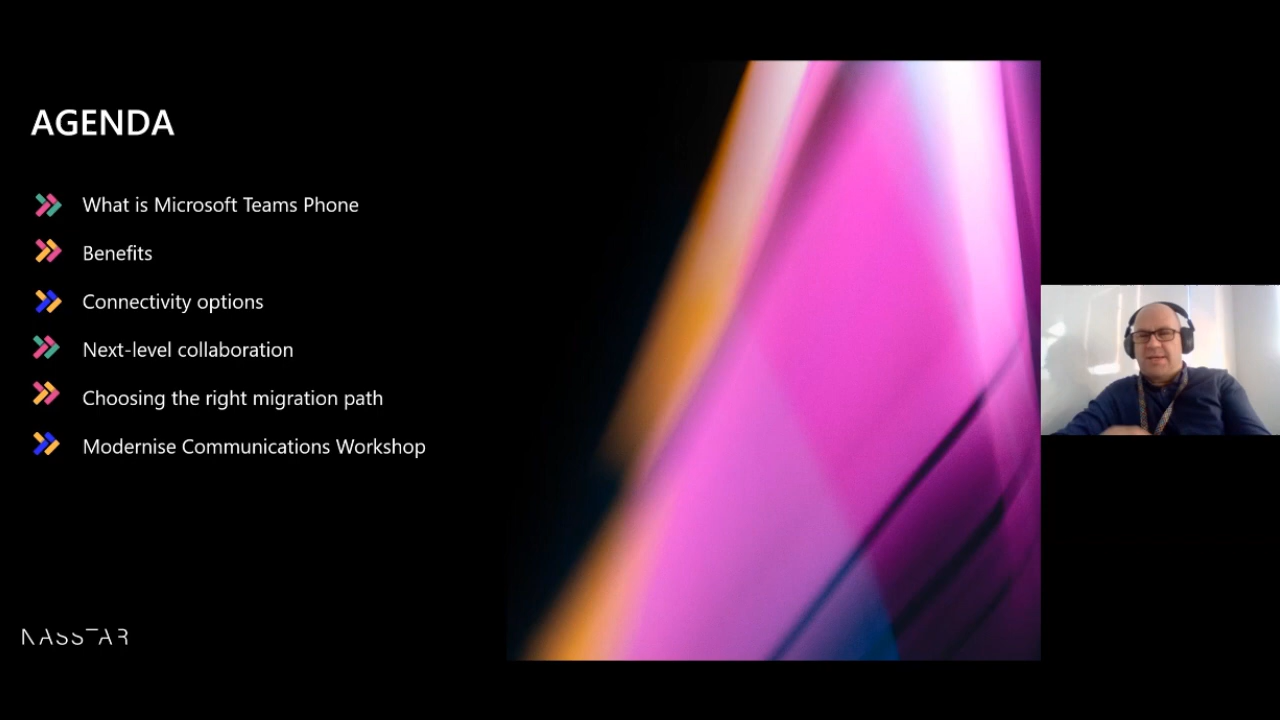 AGENDA
What is Microsoft Teams Phone
Benefits
Connectivity options
Next-level collaboration
Choosing the right migration path
Modernise Communications Workshop
NASSTAR